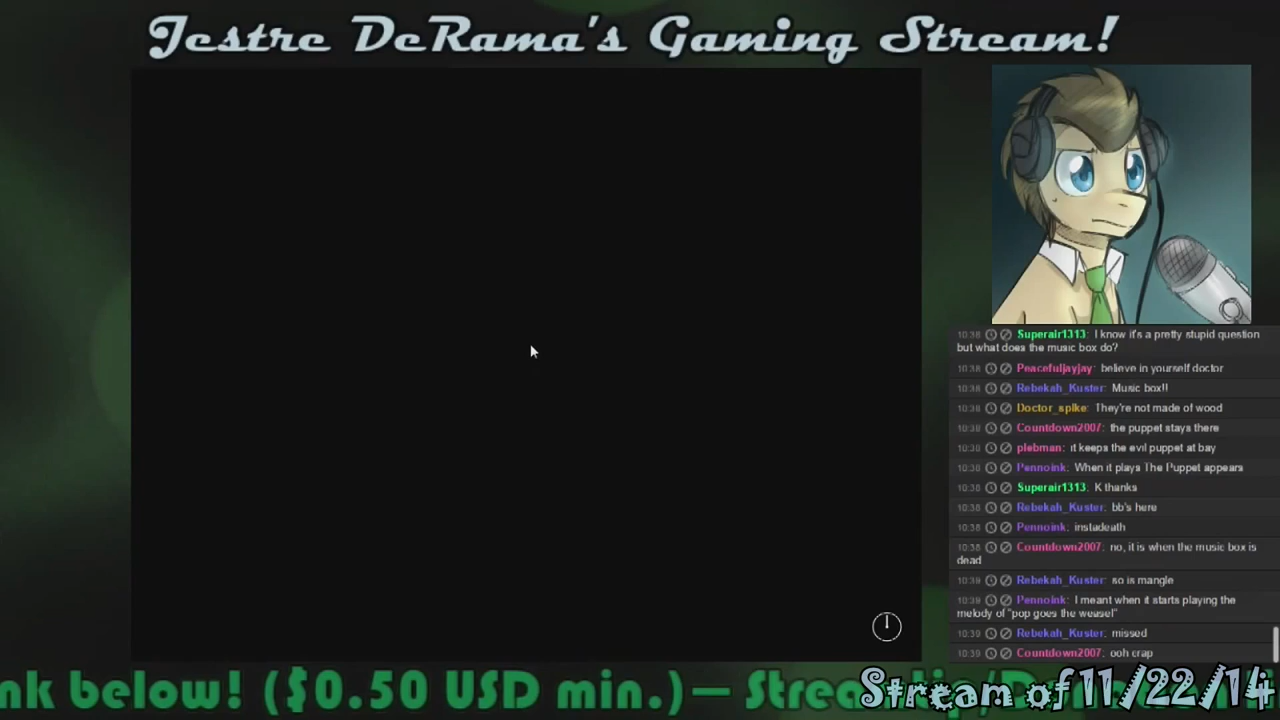 Jestre DeRama's Gaming Stream!
10:38 Superair1313: I know it's a pretty stupid question
but what does the music box do?
10:38 Peacefuljayjay: believe in yourself doctor
10:38 Rebekah_Kuster: Music box!!
10:38 Doctor_spike: They're not made of wood
10:38 Countdown2007: the puppet stays there
10:38 plebman: it keeps the evil puppet at bay
10:38 Pennoink: When it plays The Puppet appears
10:38 Superair1313: K thanks
10:38 Rebekah_Kuster: bb's here
10:38 Pennoink: instadeath
10:38 Countdown2007: no, it is when the music box is
dead
10:39 Rebekah_Kuster: so is mangle
10:39 Pennoink: I meant when it starts playing the
melody of "pop goes the weasel"
10:39 Rebekah_Kuster: missed
10:39 Countdown2007: ooh crap
nk below! ($0.50 USD min.) — Strea
Stream of 11/22/14